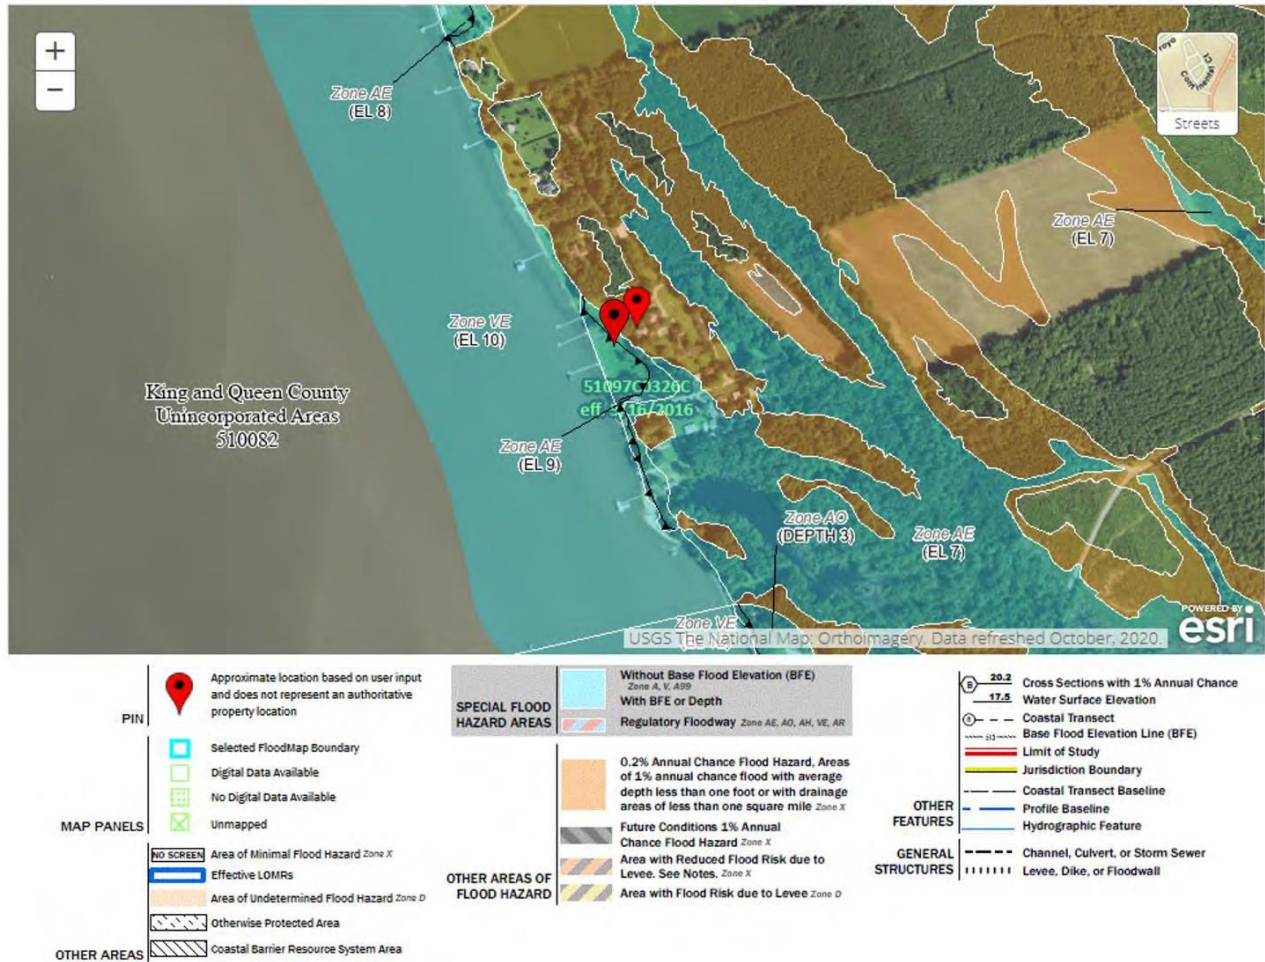 +
−
royo
Continental Ct
Streets
Zone AE
(EL 8)
Zone AE
(EL 7)
Zone VE
(EL 10)
King and Queen County
Unincorporated Areas
510082
51097C0326C
eff. 5/16/2016
Zone AE
(EL 9)
Zone AO
(DEPTH 3)
Zone AE
(EL 7)
Zone VE
USGS The National Map: Orthoimagery. Data refreshed October, 2020.
POWERED BY
esri
PIN
Approximate location based on user input
and does not represent an authoritative
property location
MAP PANELS
Selected FloodMap Boundary
Digital Data Available
No Digital Data Available
Unmapped
OTHER AREAS
NO SCREEN Area of Minimal Flood Hazard Zone X
Effective LOMRs
Area of Undetermined Flood Hazard Zone D
Otherwise Protected Area
Coastal Barrier Resource System Area
SPECIAL FLOOD
HAZARD AREAS
Without Base Flood Elevation (BFE)
Zone A, V, A99
With BFE or Depth
Regulatory Floodway Zone AE, AO, AH, VE, AR
OTHER AREAS OF
FLOOD HAZARD
0.2% Annual Chance Flood Hazard, Areas
of 1% annual chance flood with average
depth less than one foot or with drainage
areas of less than one square mile Zone X
Future Conditions 1% Annual
Chance Flood Hazard Zone X
Area with Reduced Flood Risk due to
Levee. See Notes. Zone X
Area with Flood Risk due to Levee Zone D
OTHER
FEATURES
B 20.2 Cross Sections with 1% Annual Chance
17.5 Water Surface Elevation
8 Coastal Transect
513 Base Flood Elevation Line (BFE)
Limit of Study
Jurisdiction Boundary
Coastal Transect Baseline
Profile Baseline
Hydrographic Feature
GENERAL
STRUCTURES
Channel, Culvert, or Storm Sewer
Levee, Dike, or Floodwall